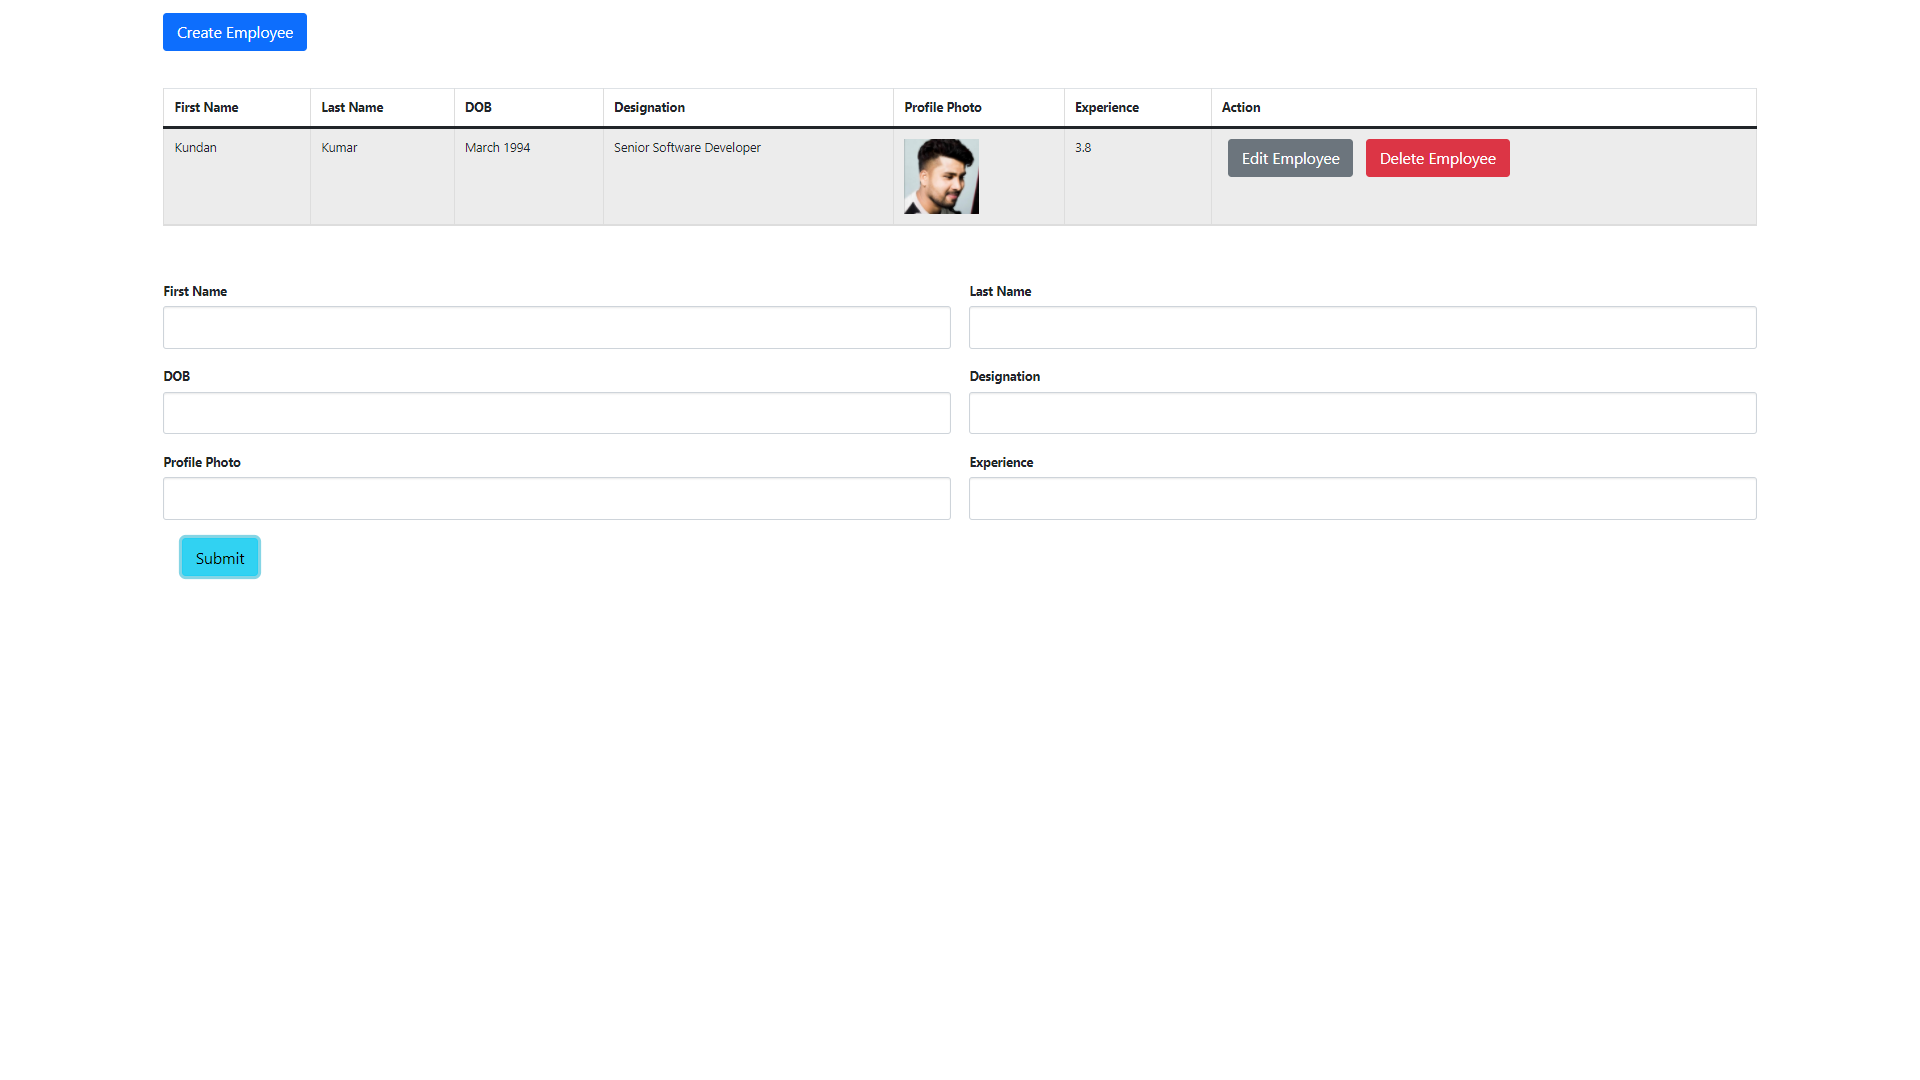 Create Employee
First Name Last Name DOB Designation Profile Photo Experience Action
Kundan Kumar March 1994 Senior Software Developer 3.8 Edit Employee Delete Employee
First Name Last Name
DOB Designation
Profile Photo Experience
Submit